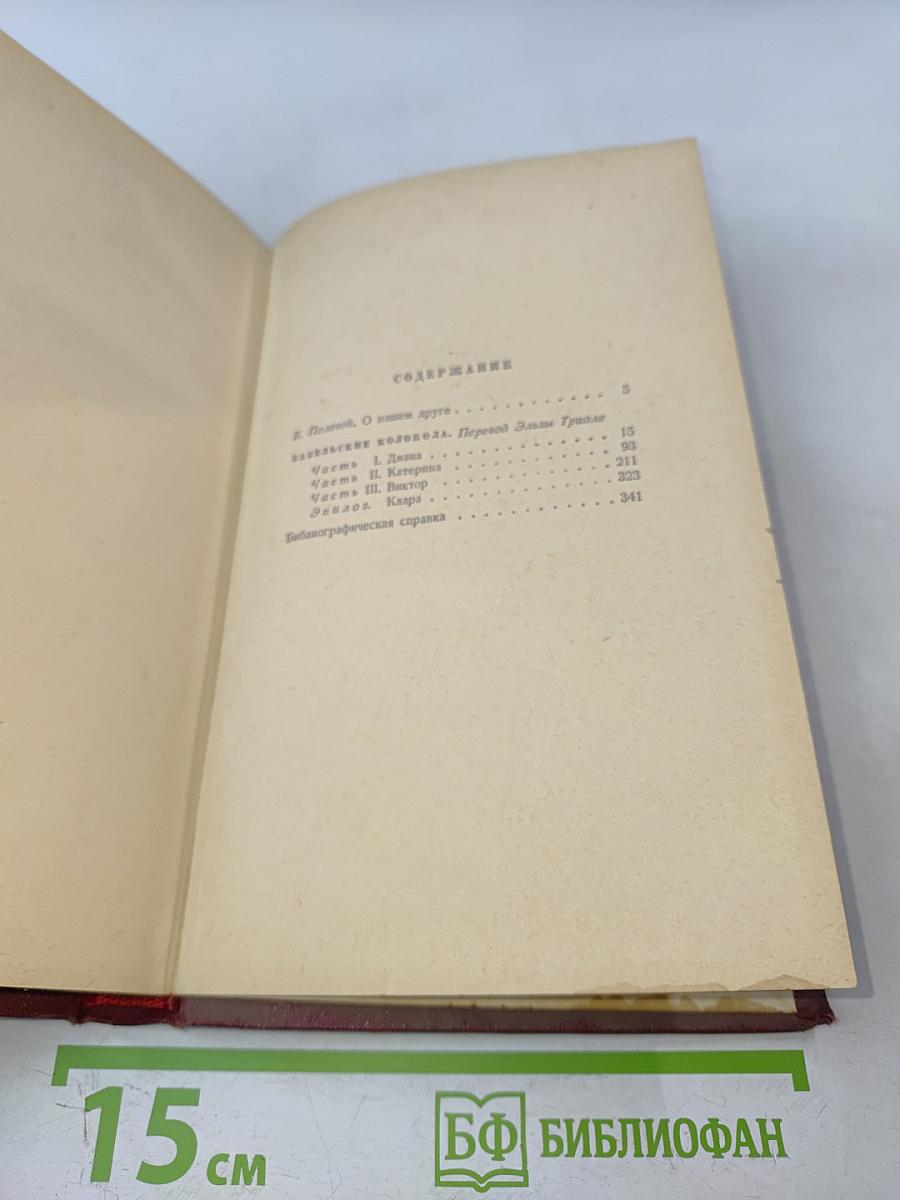 СОДЕРЖАНИЕ
Б. Полевой. О нашем друге . . . . . . . . . . . . 5
БАЗЕЛЬСКИЕ КОЛОКОЛА. Перевод Эльзы Триоле
Часть I. Диана . . . . . . . . . . . . 15
Часть II. Катерина . . . . . . . . . . . . 93
Часть III. Виктор . . . . . . . . . . . . 211
Эпилог. Клара . . . . . . . . . . . . 323
Библиографическая справка . . . . . . . . . . . . 341
15 см
БФ БИБЛИОФАН